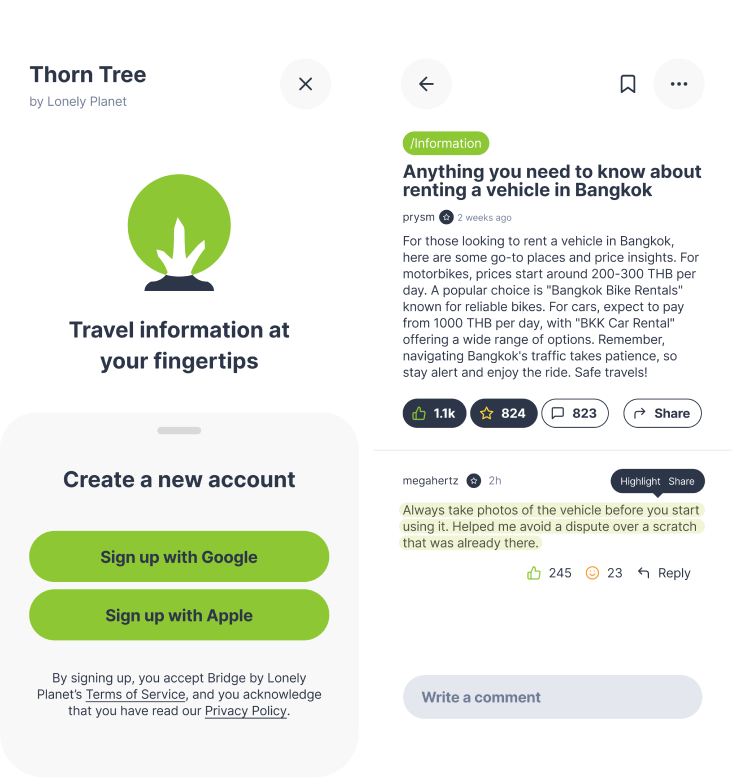 Thorn Tree
by Lonely Planet
Travel information at
your fingertips
Create a new account
Sign up with Google
Sign up with Apple
By signing up, you accept Bridge by Lonely
Planet's Terms of Service, and you acknowledge
that you have read our Privacy Policy.
/Information
Anything you need to know about
renting a vehicle in Bangkok
prysm 2 weeks ago
For those looking to rent a vehicle in Bangkok,
here are some go-to places and price insights. For
motorbikes, prices start around 200-300 THB per
day. A popular choice is "Bangkok Bike Rentals"
known for reliable bikes. For cars, expect to pay
from 1000 THB per day, with "BKK Car Rental"
offering a wide range of options. Remember,
navigating Bangkok's traffic takes patience, so
stay alert and enjoy the ride. Safe travels!
1.1k 824 823 Share
megahertz 2h Highlight Share
Always take photos of the vehicle before you start
using it. Helped me avoid a dispute over a scratch
that was already there.
245 23 Reply
Write a comment